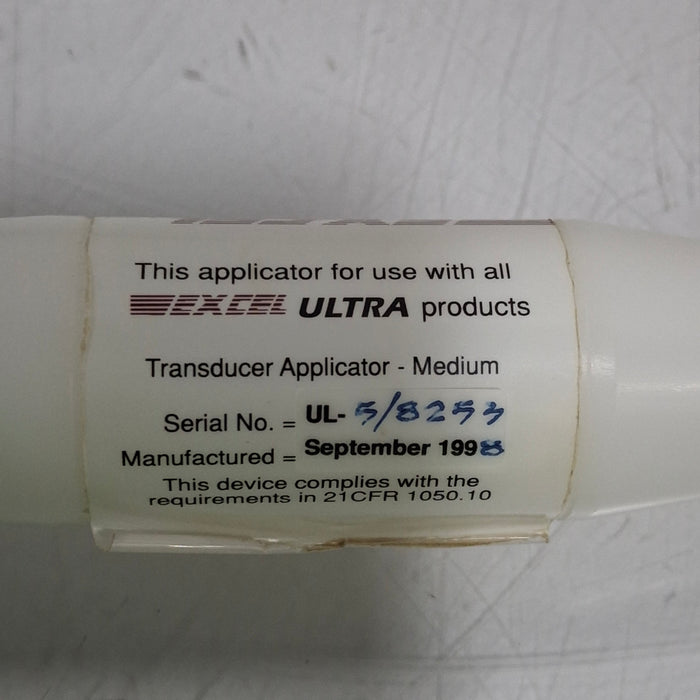 This applicator for use with all
EXCEL ULTRA products
Transducer Applicator - Medium
Serial No. = UL- 5/8253
Manufactured = September 1998
This device complies with the
requirements in 21CFR 1050.10